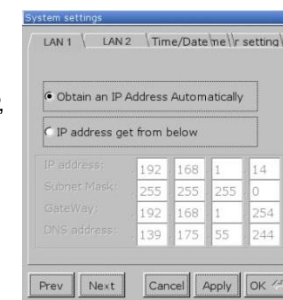 System settings
LAN 1 LAN 2 Time/Date me r setting
Obtain an IP Address Automatically
,
IP address get from below
IP address: 192 168 1 14
Subnet Mask: 255 255 255 0
GateWay: 192 168 1 254
DNS address: 139 175 55 244
Prev Next Cancel Apply OK